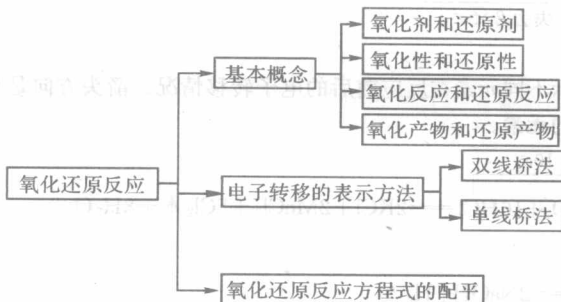 氧化剂和还原剂
氧化性和还原性
基本概念
氧化反应和还原反应
氧化产物和还原产物
双线桥法
氧化还原反应
电子转移的表示方法
单线桥法
氧化还原反应方程式的配平